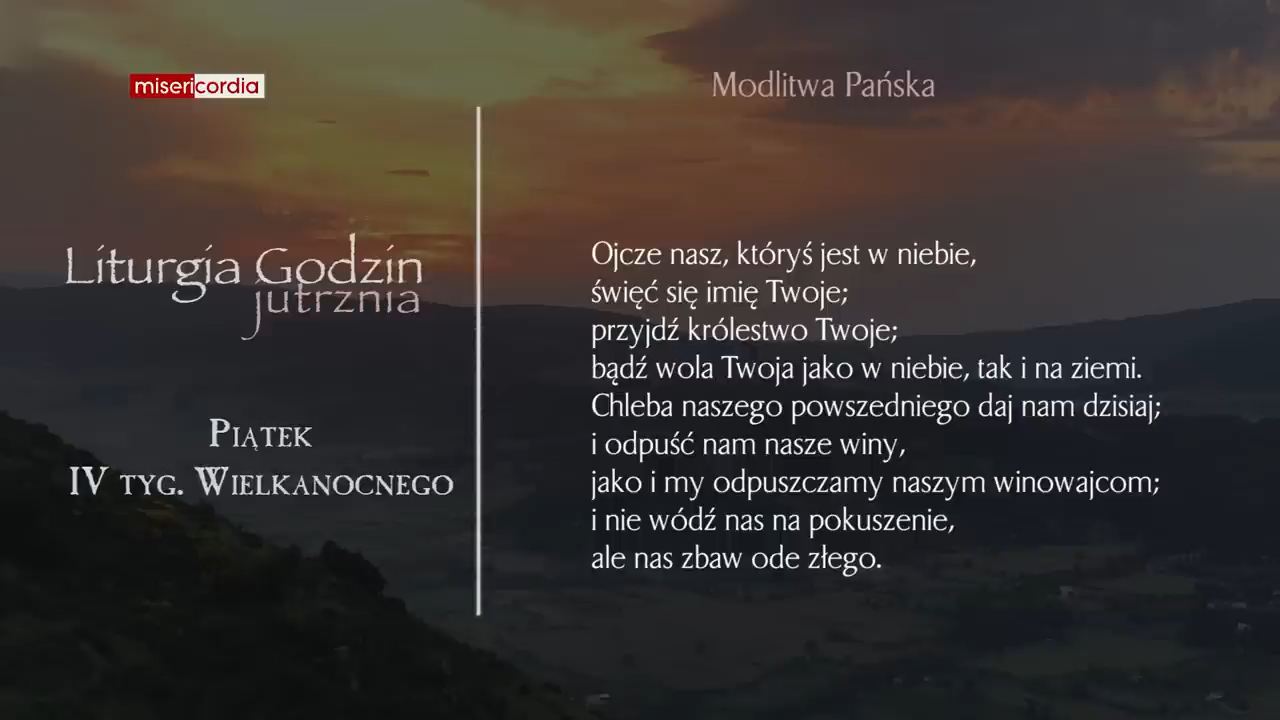 misericordia
Liturgia Godzin
jutrznia
Piątek
IV tyg. Wielkanocnego
Modlitwa Pańska
Ojcze nasz, któryś jest w niebie,
święć się imię Twoje;
przyjdź królestwo Twoje;
bądź wola Twoja jako w niebie, tak i na ziemi.
Chleba naszego powszedniego daj nam dzisiaj;
i odpuść nam nasze winy,
jako i my odpuszczamy naszym winowajcom;
i nie wódź nas na pokuszenie,
ale nas zbaw ode złego.